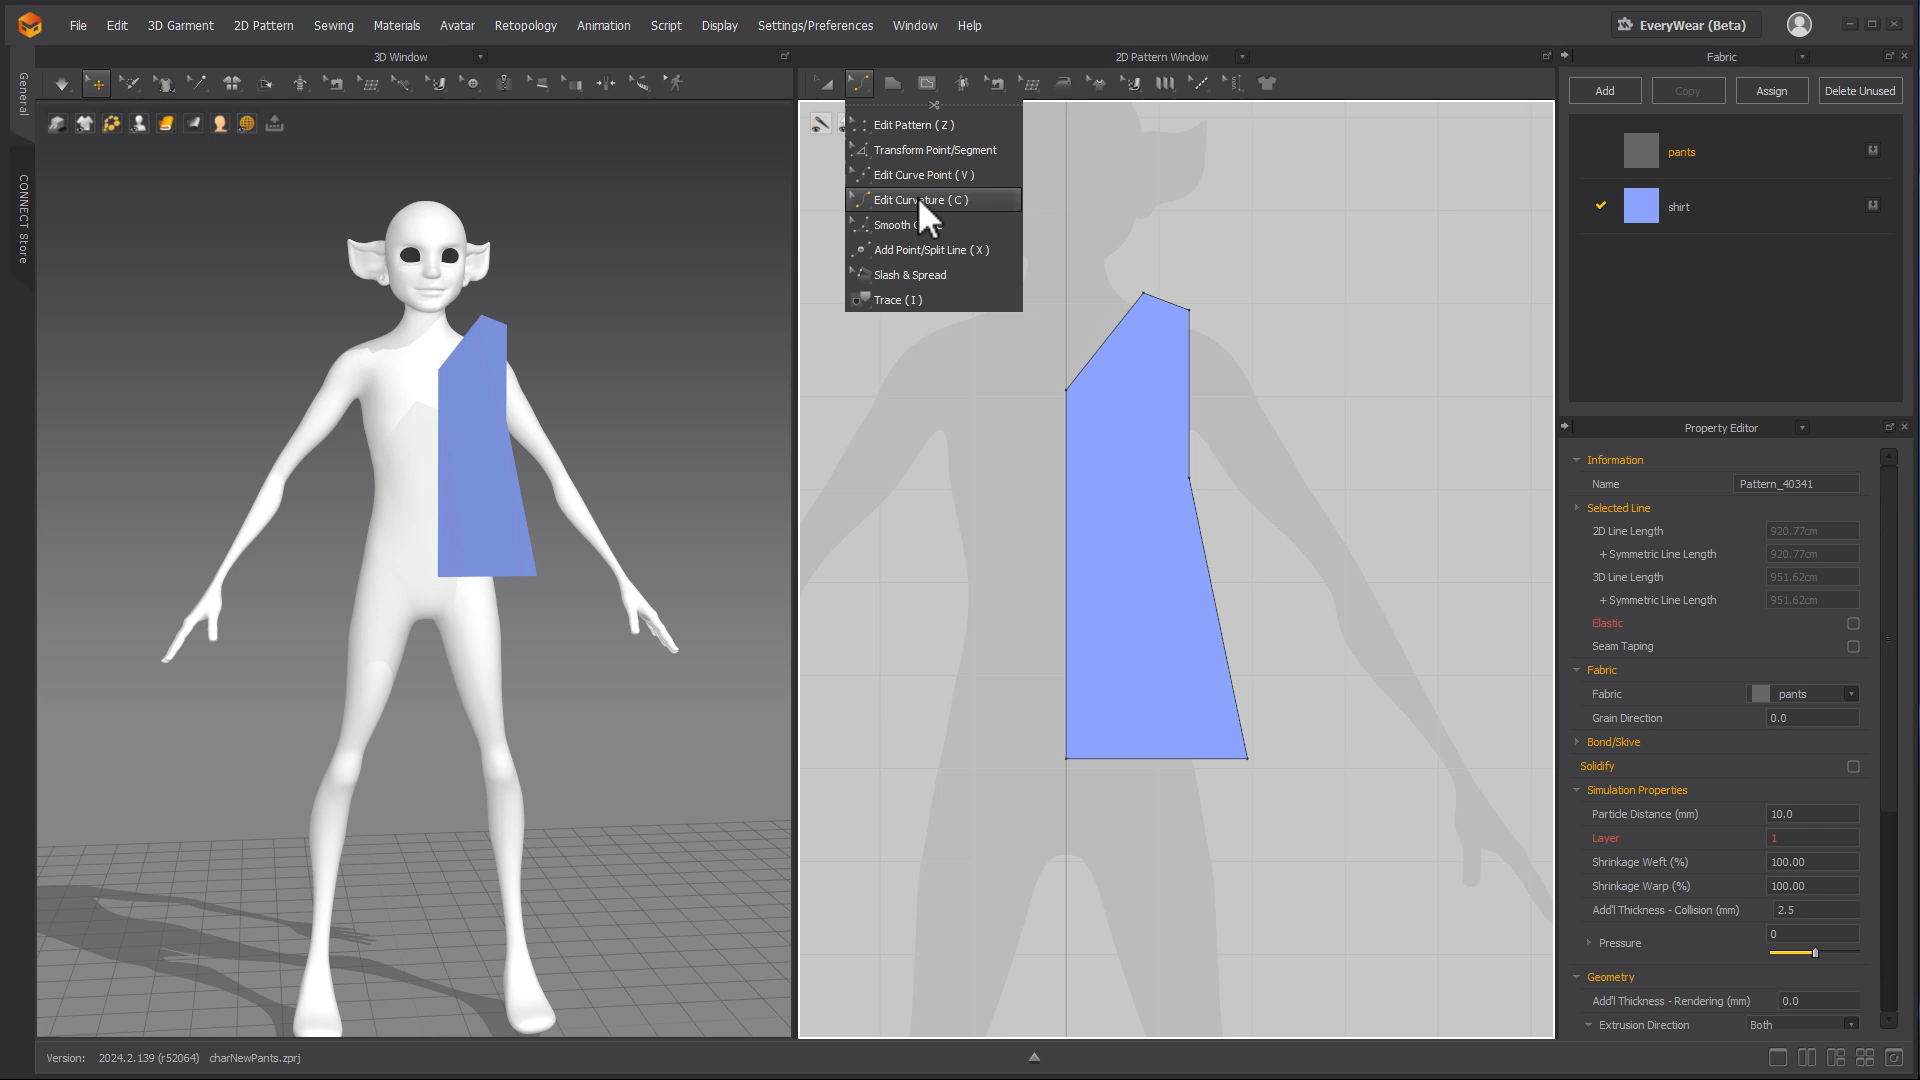 File Edit 3D Garment 2D Pattern Sewing Materials Avatar Retopology Animation Script Display Settings/Preferences Window Help EveryWear (Beta)
3D Window
2D Pattern Window
Fabric
General
CONNECT Store
Add Copy Assign Delete Unused
pants
shirt
Edit Pattern ( Z )
Transform Point/Segment
Edit Curve Point ( V )
Edit Curvature ( C )
Smooth
Add Point/Split Line ( X )
Slash & Spread
Trace ( I )
Property Editor
Information
Name Pattern_40341
Selected Line
2D Line Length 920.77cm
+ Symmetric Line Length 920.77cm
3D Line Length 951.62cm
+ Symmetric Line Length 951.62cm
Elastic
Seam Taping
Fabric
Fabric pants
Grain Direction 0.0
Bond/Skive
Solidify
Simulation Properties
Particle Distance (mm) 10.0
Layer 1
Shrinkage Weft (%) 100.00
Shrinkage Warp (%) 100.00
Add'l Thickness - Collision (mm) 2.5
Pressure 0
Geometry
Add'l Thickness - Rendering (mm) 0.0
Extrusion Direction Both
Version: 2024.2.139 (r52064) charNewPants.zprj